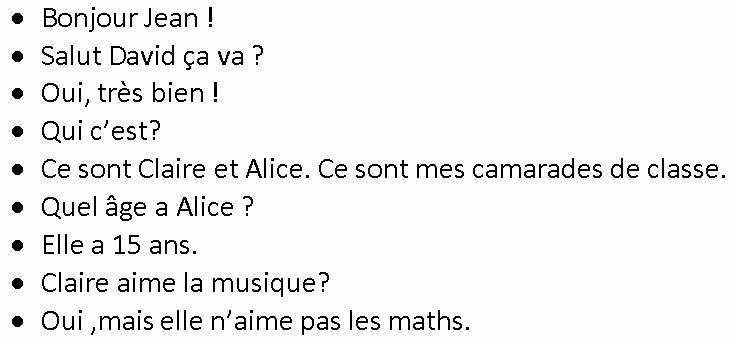 • Bonjour Jean !
• Salut David ça va ?
• Oui, très bien !
• Qui c’est?
• Ce sont Claire et Alice. Ce sont mes camarades de classe.
• Quel âge a Alice ?
• Elle a 15 ans.
• Claire aime la musique?
• Oui ,mais elle n’aime pas les maths.